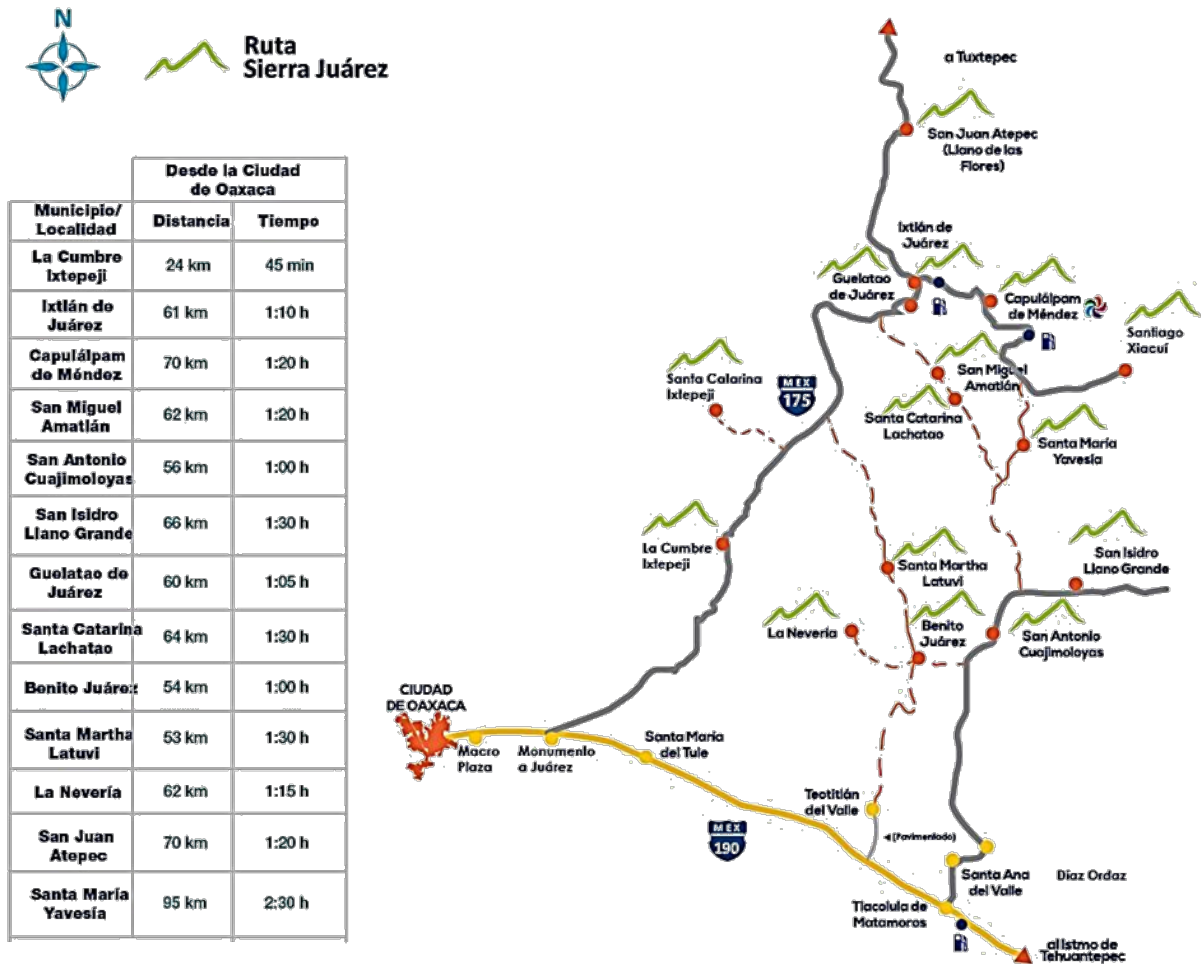 N
Ruta
Sierra Juárez
Desde la Ciudad
de Oaxaca
Municipio/
Localidad
Distancia
Tiempo
La Cumbre
Ixtepeji
24 km
45 min
Ixtlán de
Juárez
61 km
1:10 h
Capulálpam
de Méndez
70 km
1:20 h
San Miguel
Amatlán
62 km
1:20 h
San Antonio
Cuajimoloyas
56 km
1:00 h
San Isidro
Llano Grande
66 km
1:30 h
Guelatao de
Juárez
60 km
1:05 h
Santa Catarina
Lachatao
64 km
1:30 h
Benito Juárez
54 km
1:00 h
Santa Martha
Latuvi
53 km
1:30 h
La Nevería
62 km
1:15 h
San Juan
Atepec
70 km
1:20 h
Santa María
Yavesía
95 km
2:30 h
a Tuxtepec
San Juan Atepec
(Llano de las
Flores)
Ixtlán de
Juárez
Guelatao
de Juárez
Capulálpam
de Méndez
Santiago
Xiacuí
San Miguel
Amatlán
Santa Catarina
Ixtepeji
MEX
175
Santa Catarina
Lachatao
Santa María
Yavesía
La Cumbre
Ixtepeji
Santa Martha
Latuvi
San Isidro
Llano Grande
La Nevería
Benito
Juárez
San Antonio
Cuajimoloyas
CIUDAD
DE OAXACA
Macro
Plaza
Monumento
a Juárez
Santa María
del Tule
Teotitlán
del Valle
(Pavimentado)
MEX
190
Santa Ana
del Valle
Díaz Ordaz
Tlacolula de
Matamoros
al Istmo de
Tehuantepec